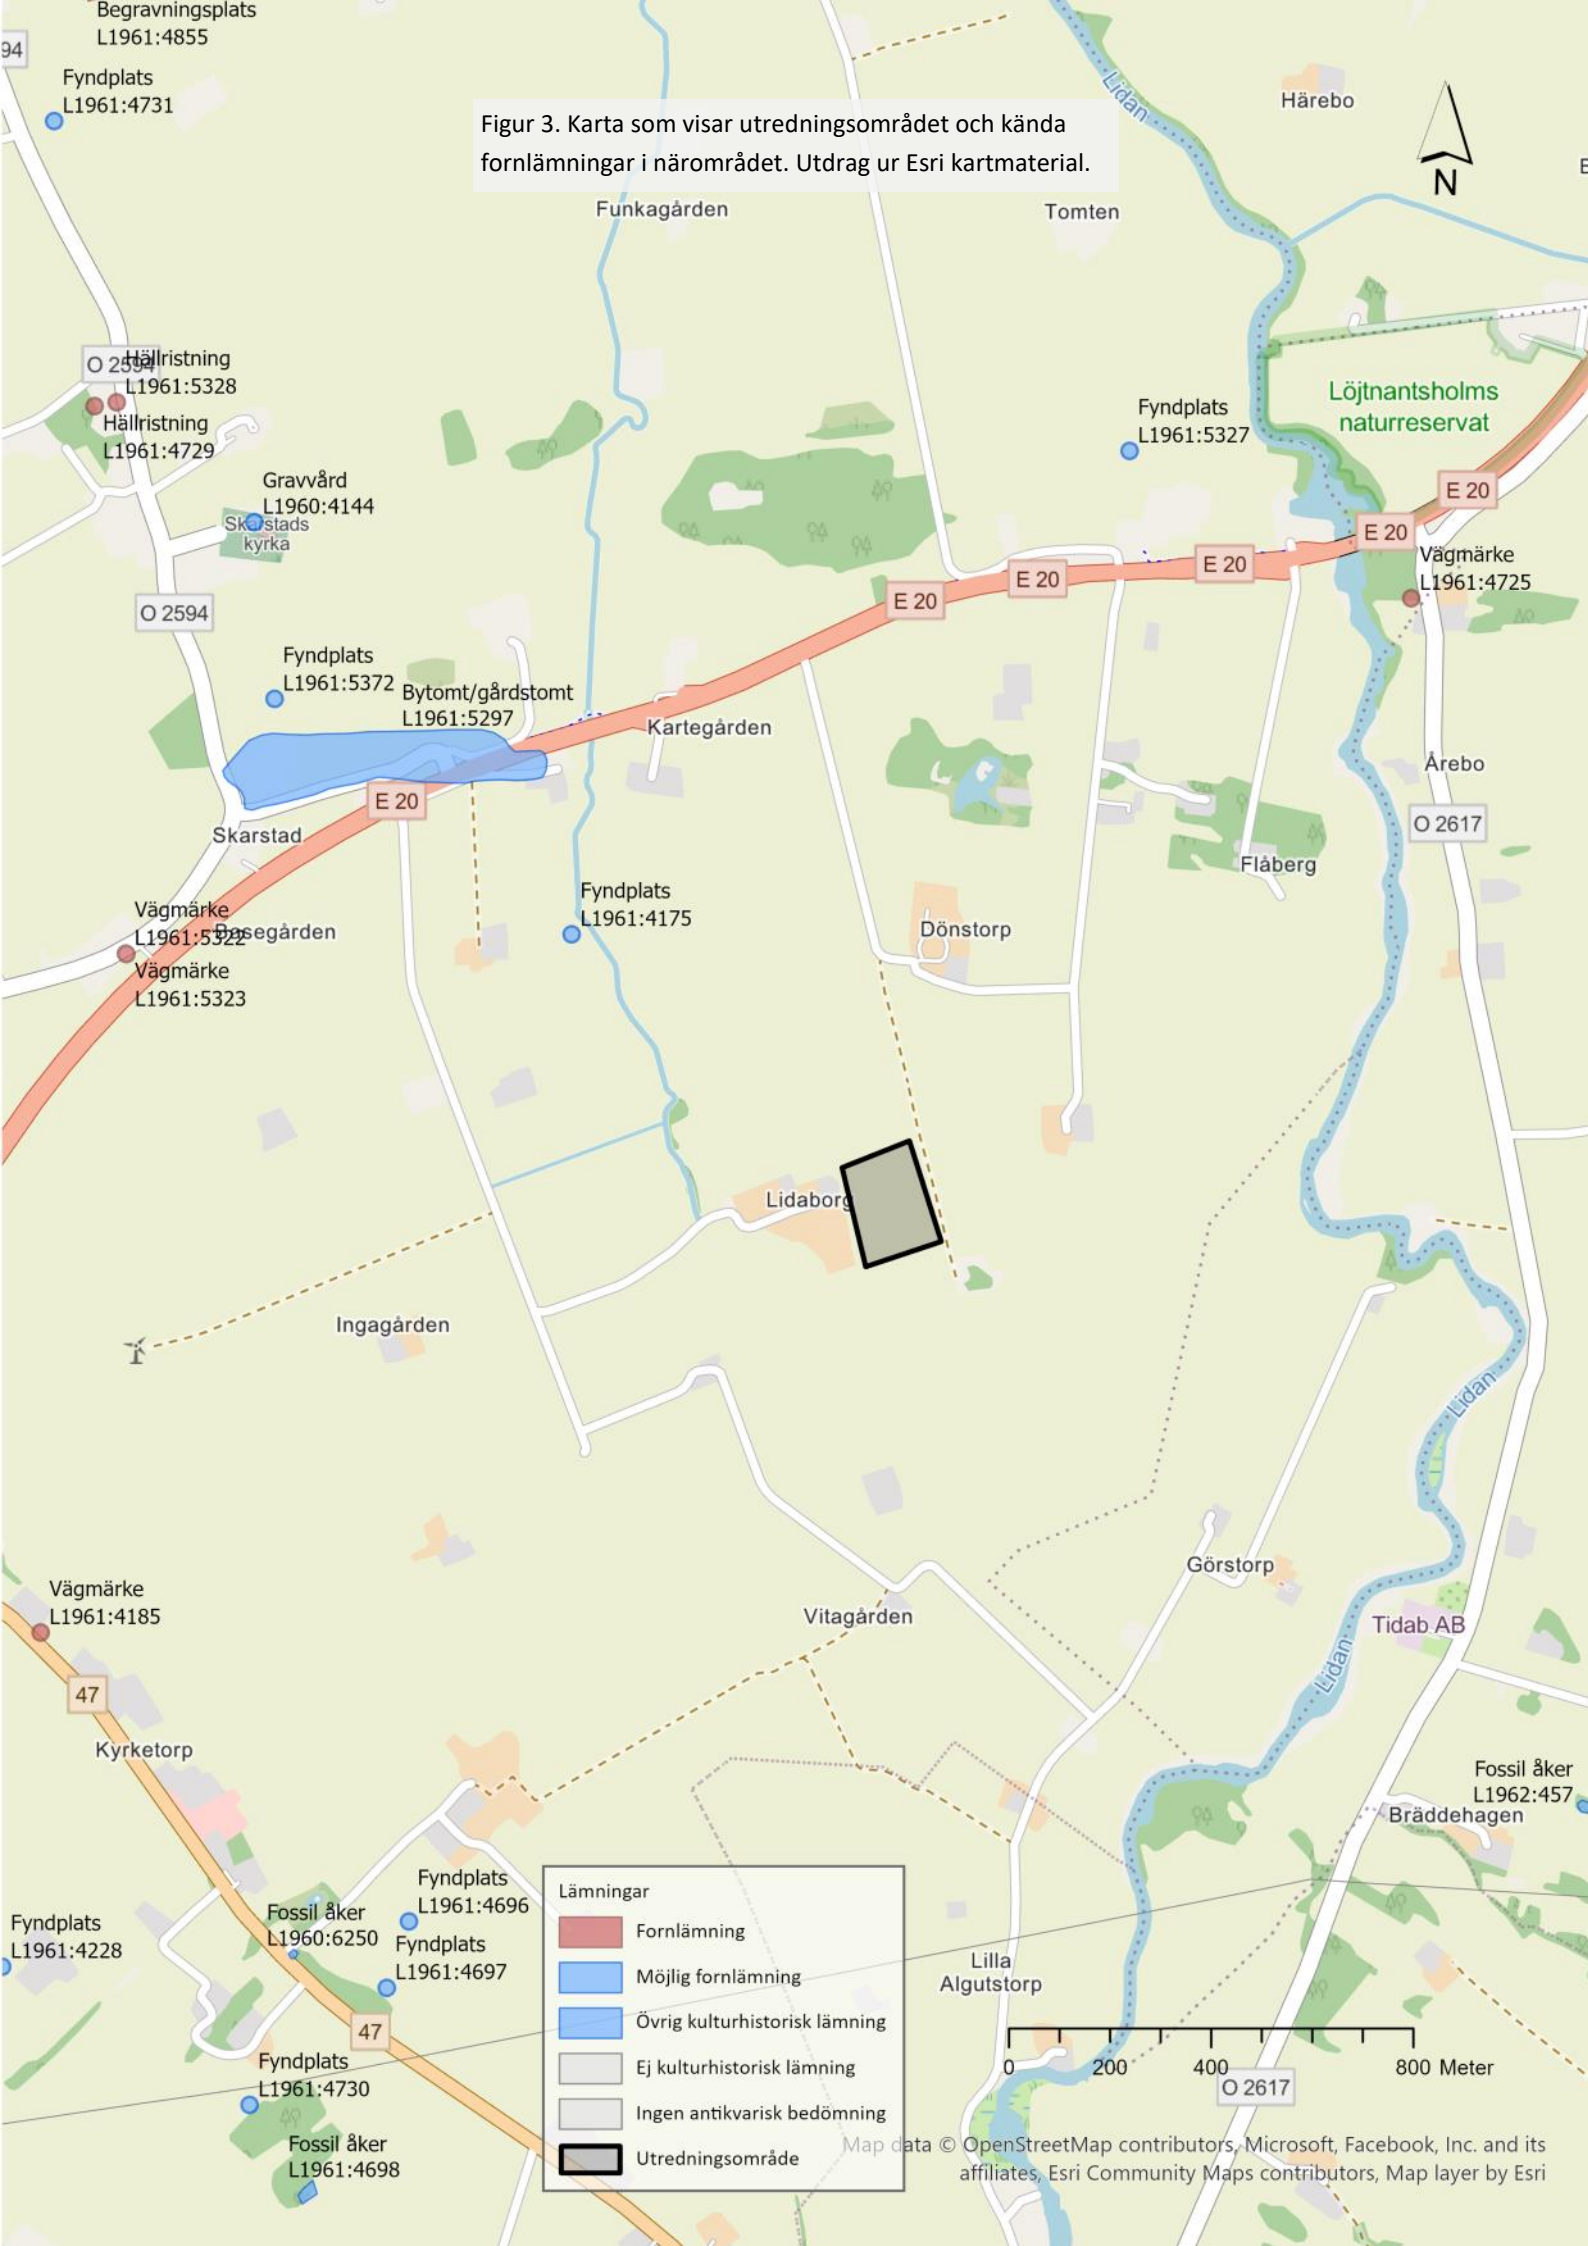 Begravningsplats
L1961:4855
94
Fyndplats
L1961:4731
Figur 3. Karta som visar utredningsområdet och kända
fornlämningar i närområdet. Utdrag ur Esri kartmaterial.
Lidan
Härebo
N
Funkagården
Tomten
O 2594
Hällristning
L1961:5328
Hällristning
L1961:4729
Gravvård
L1960:4144
Skarstads
kyrka
Fyndplats
L1961:5327
Löjtnantsholms
naturreservat
E 20
E 20
E 20
E 20
E 20
Vägmärke
L1961:4725
O 2594
Fyndplats
L1961:5372
Bytomt/gårdstomt
L1961:5297
Kartegården
Årebo
E 20
O 2617
Skarstad
Flåberg
Fyndplats
L1961:4175
Vägmärke
L1961:5322
Bosegården
Vägmärke
L1961:5323
Dönstorp
Lidaborg
Ingagården
Lidan
Görstorp
Vägmärke
L1961:4185
Vitagården
Tidab AB
Lidan
47
Kyrketorp
Fossil åker
L1962:457
Bräddehagen
Fyndplats
L1961:4696
Fossil åker
L1960:6250
Fyndplats
L1961:4697
Fyndplats
L1961:4228
47
Fyndplats
L1961:4730
Fossil åker
L1961:4698
Lilla
Algutstorp
Lämningar
Fornlämning
Möjlig fornlämning
Övrig kulturhistorisk lämning
Ej kulturhistorisk lämning
Ingen antikvarisk bedömning
Utredningsområde
0 200 400 800 Meter
O 2617
Map data © OpenStreetMap contributors, Microsoft, Facebook, Inc. and its
affiliates, Esri Community Maps contributors, Map layer by Esri